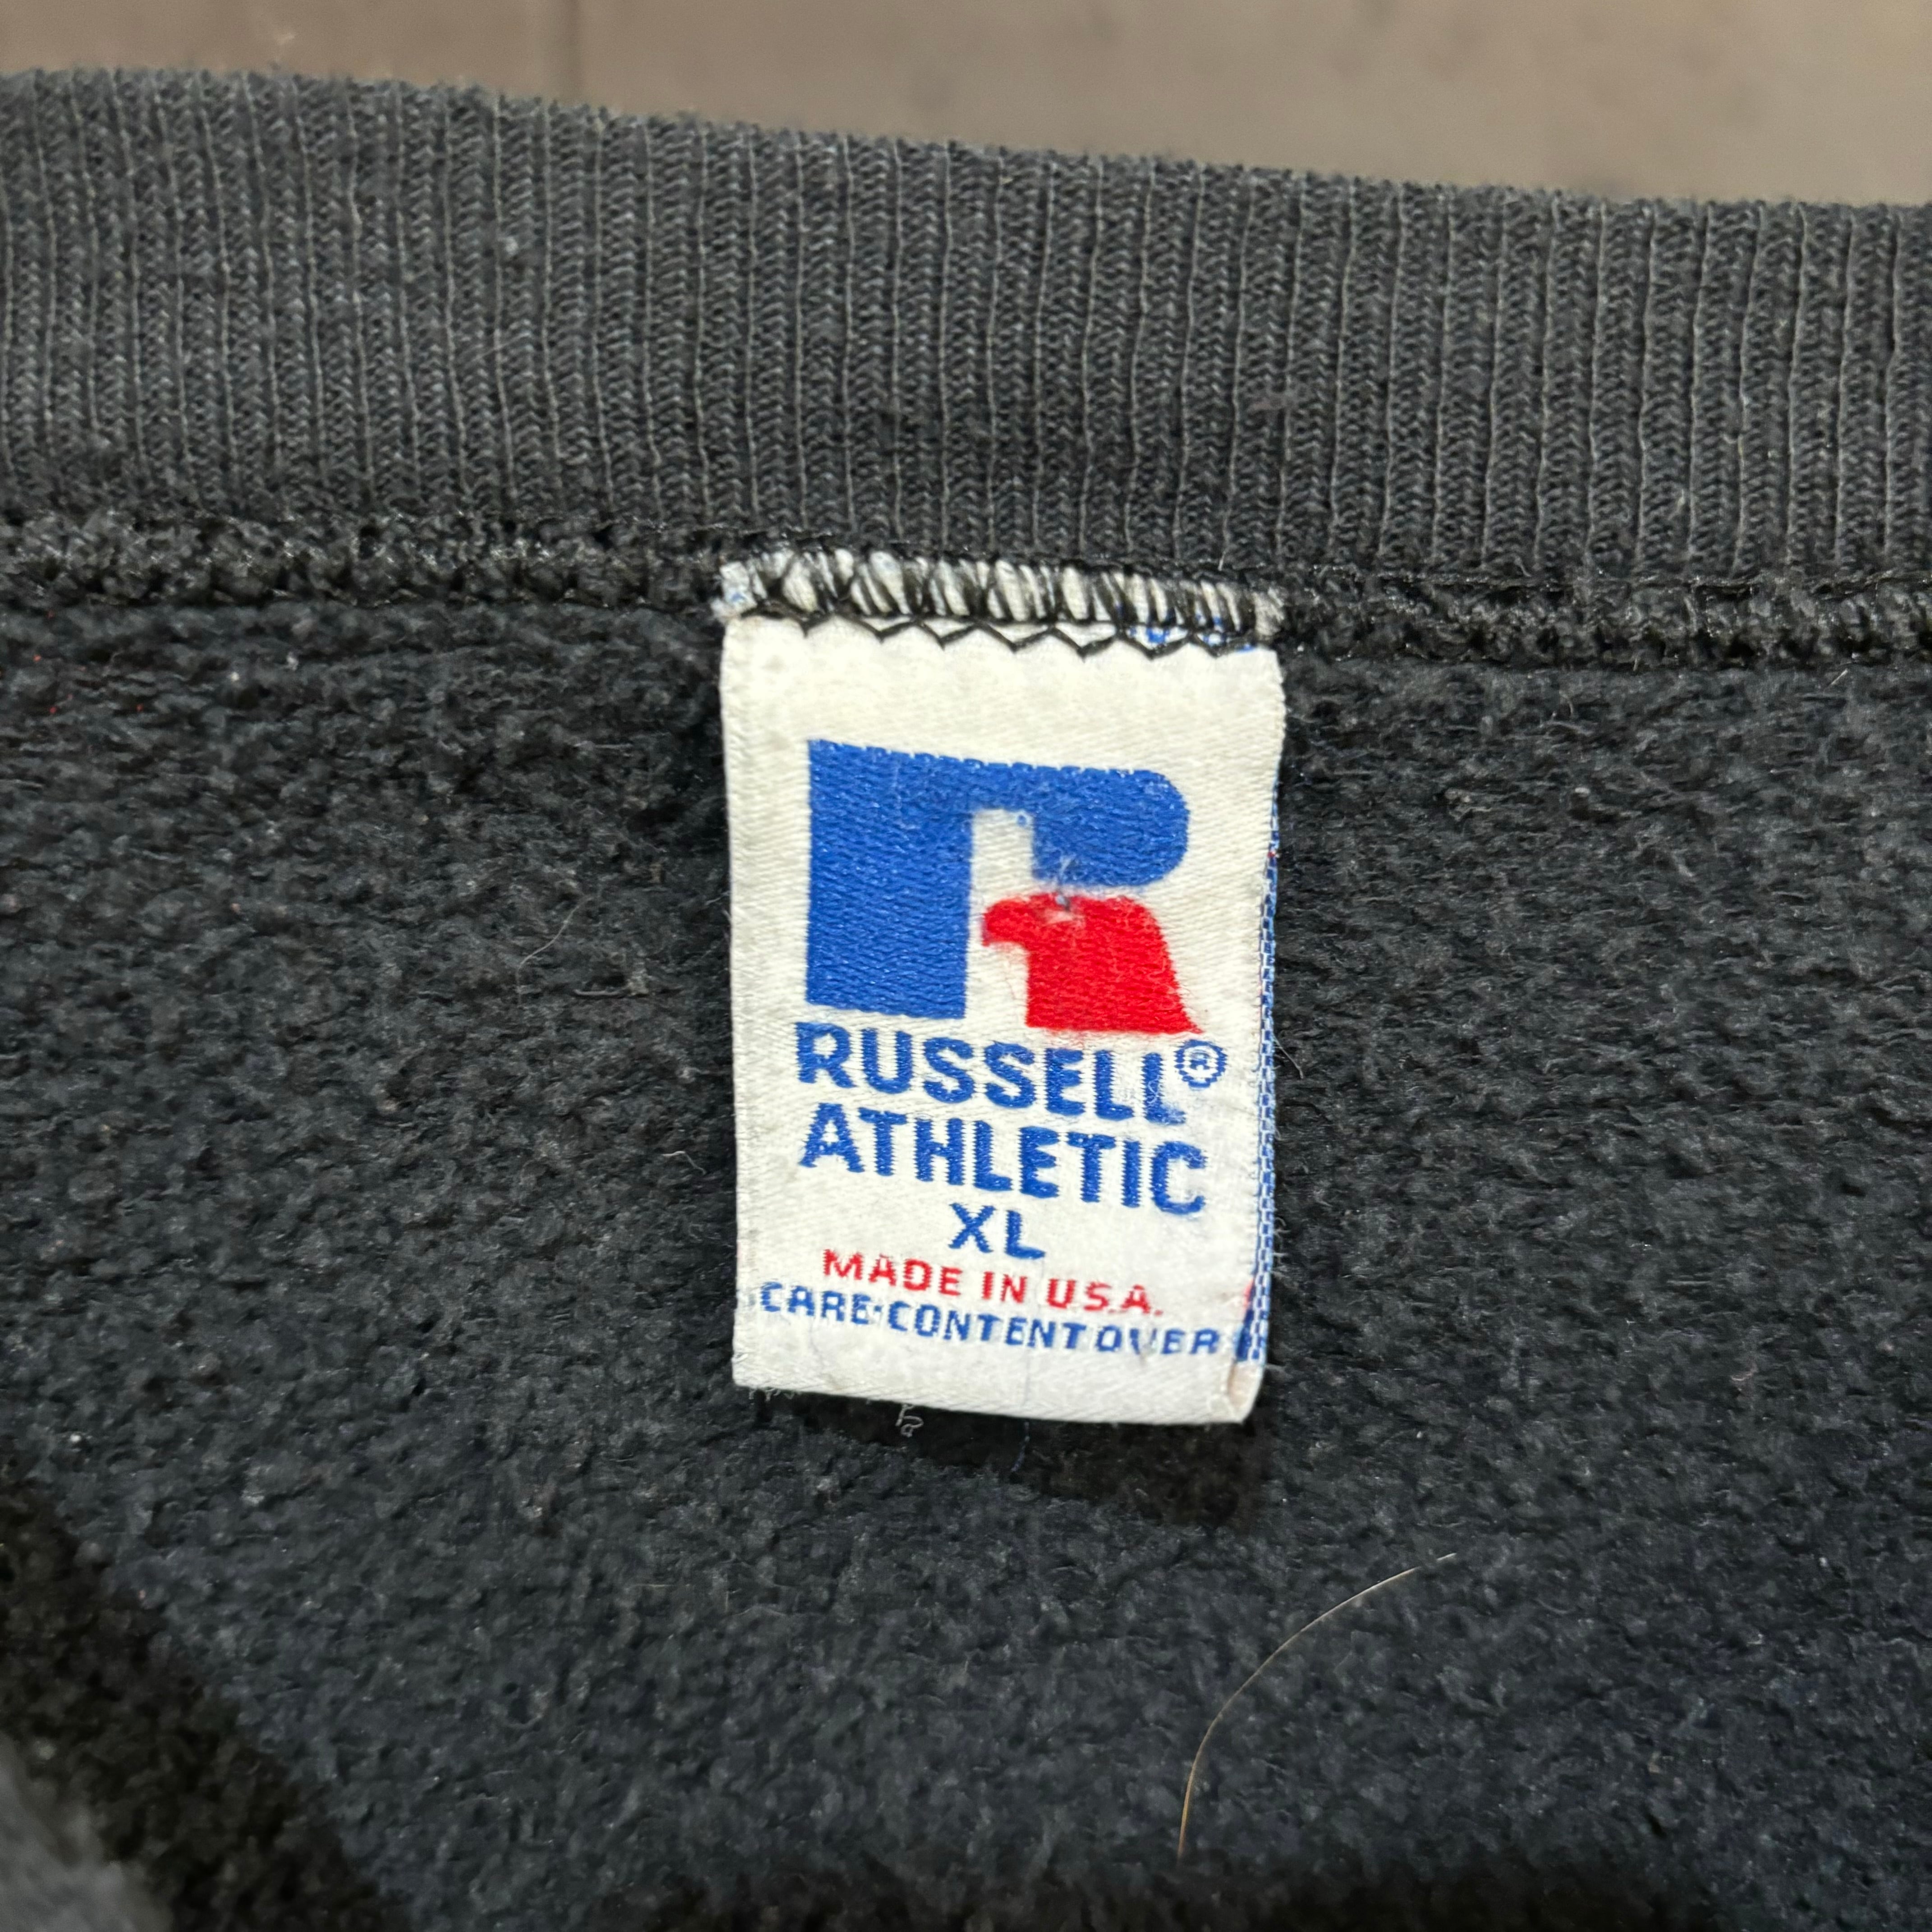 RUSSELL®
ATHLETIC
XL
MADE IN U.S.A.
CARE·CONTENT OVER